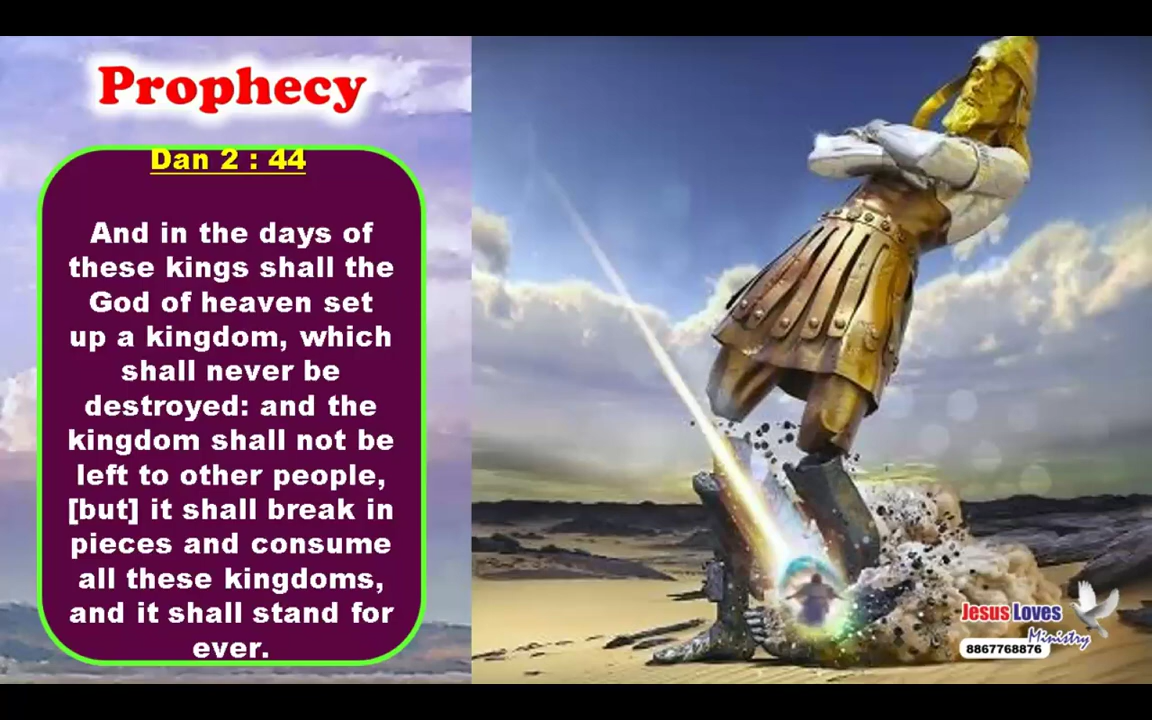 Prophecy
Dan 2 : 44
And in the days of
these kings shall the
God of heaven set
up a kingdom, which
shall never be
destroyed: and the
kingdom shall not be
left to other people,
[but] it shall break in
pieces and consume
all these kingdoms,
and it shall stand for
ever.
Jesus Loves
Ministry
8867768876